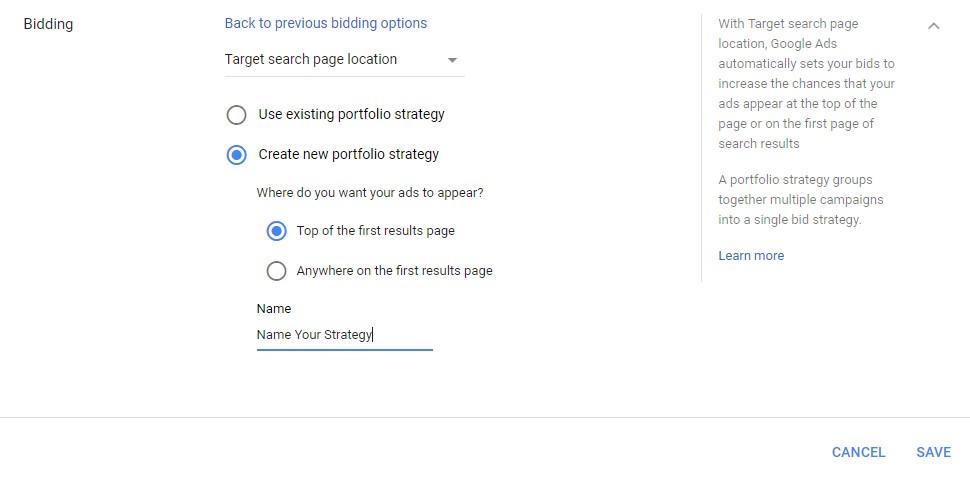 Bidding
Back to previous bidding options
Target search page location
Use existing portfolio strategy
Create new portfolio strategy
Where do you want your ads to appear?
Top of the first results page
Anywhere on the first results page
Name
Name Your Strategy
With Target search page
location, Google Ads
automatically sets your bids to
increase the chances that your
ads appear at the top of the
page or on the first page of
search results
A portfolio strategy groups
together multiple campaigns
into a single bid strategy.
Learn more
CANCEL
SAVE